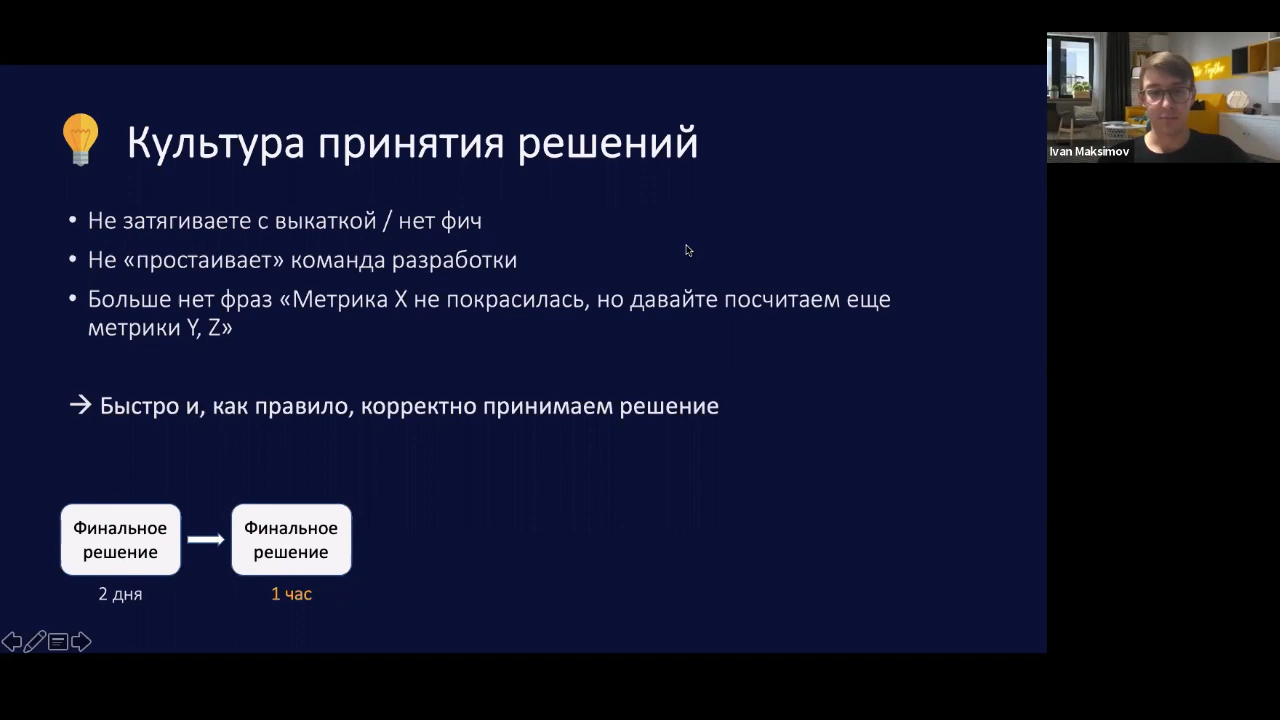 Культура принятия решений
• Не затягиваете с выкаткой / нет фич
• Не «простаивает» команда разработки
• Больше нет фраз «Метрика X не покрасилась, но давайте посчитаем еще
метрики Y, Z»
→ Быстро и, как правило, корректно принимаем решение
Финальное
решение
2 дня
Финальное
решение
1 час
Ivan Maksimov